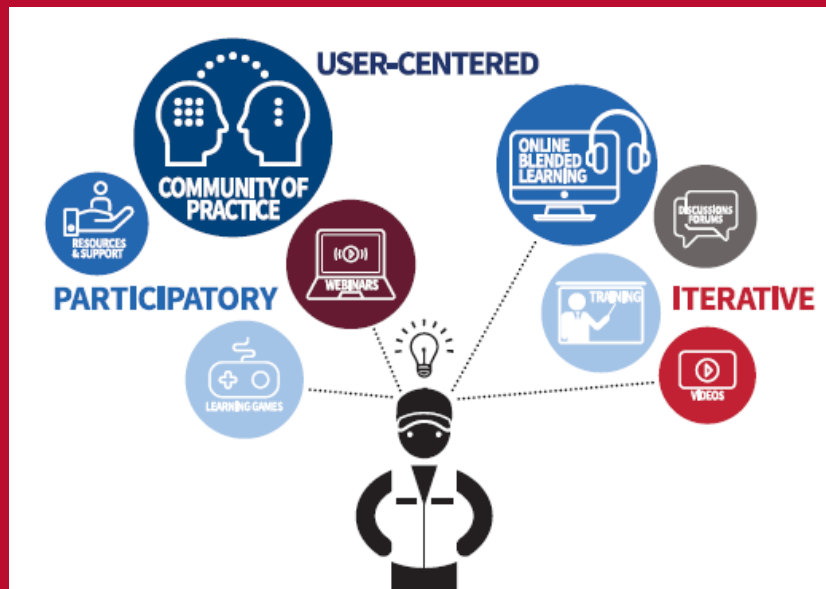 USER-CENTERED
COMMUNITY OF
PRACTICE
ONLINE
BLENDED
LEARNING
DISCUSSIONS
FORUMS
RESOURCES
& SUPPORT
WEBINARS
PARTICIPATORY
TRAINING
ITERATIVE
LEARNING GAMES
VIDEOS